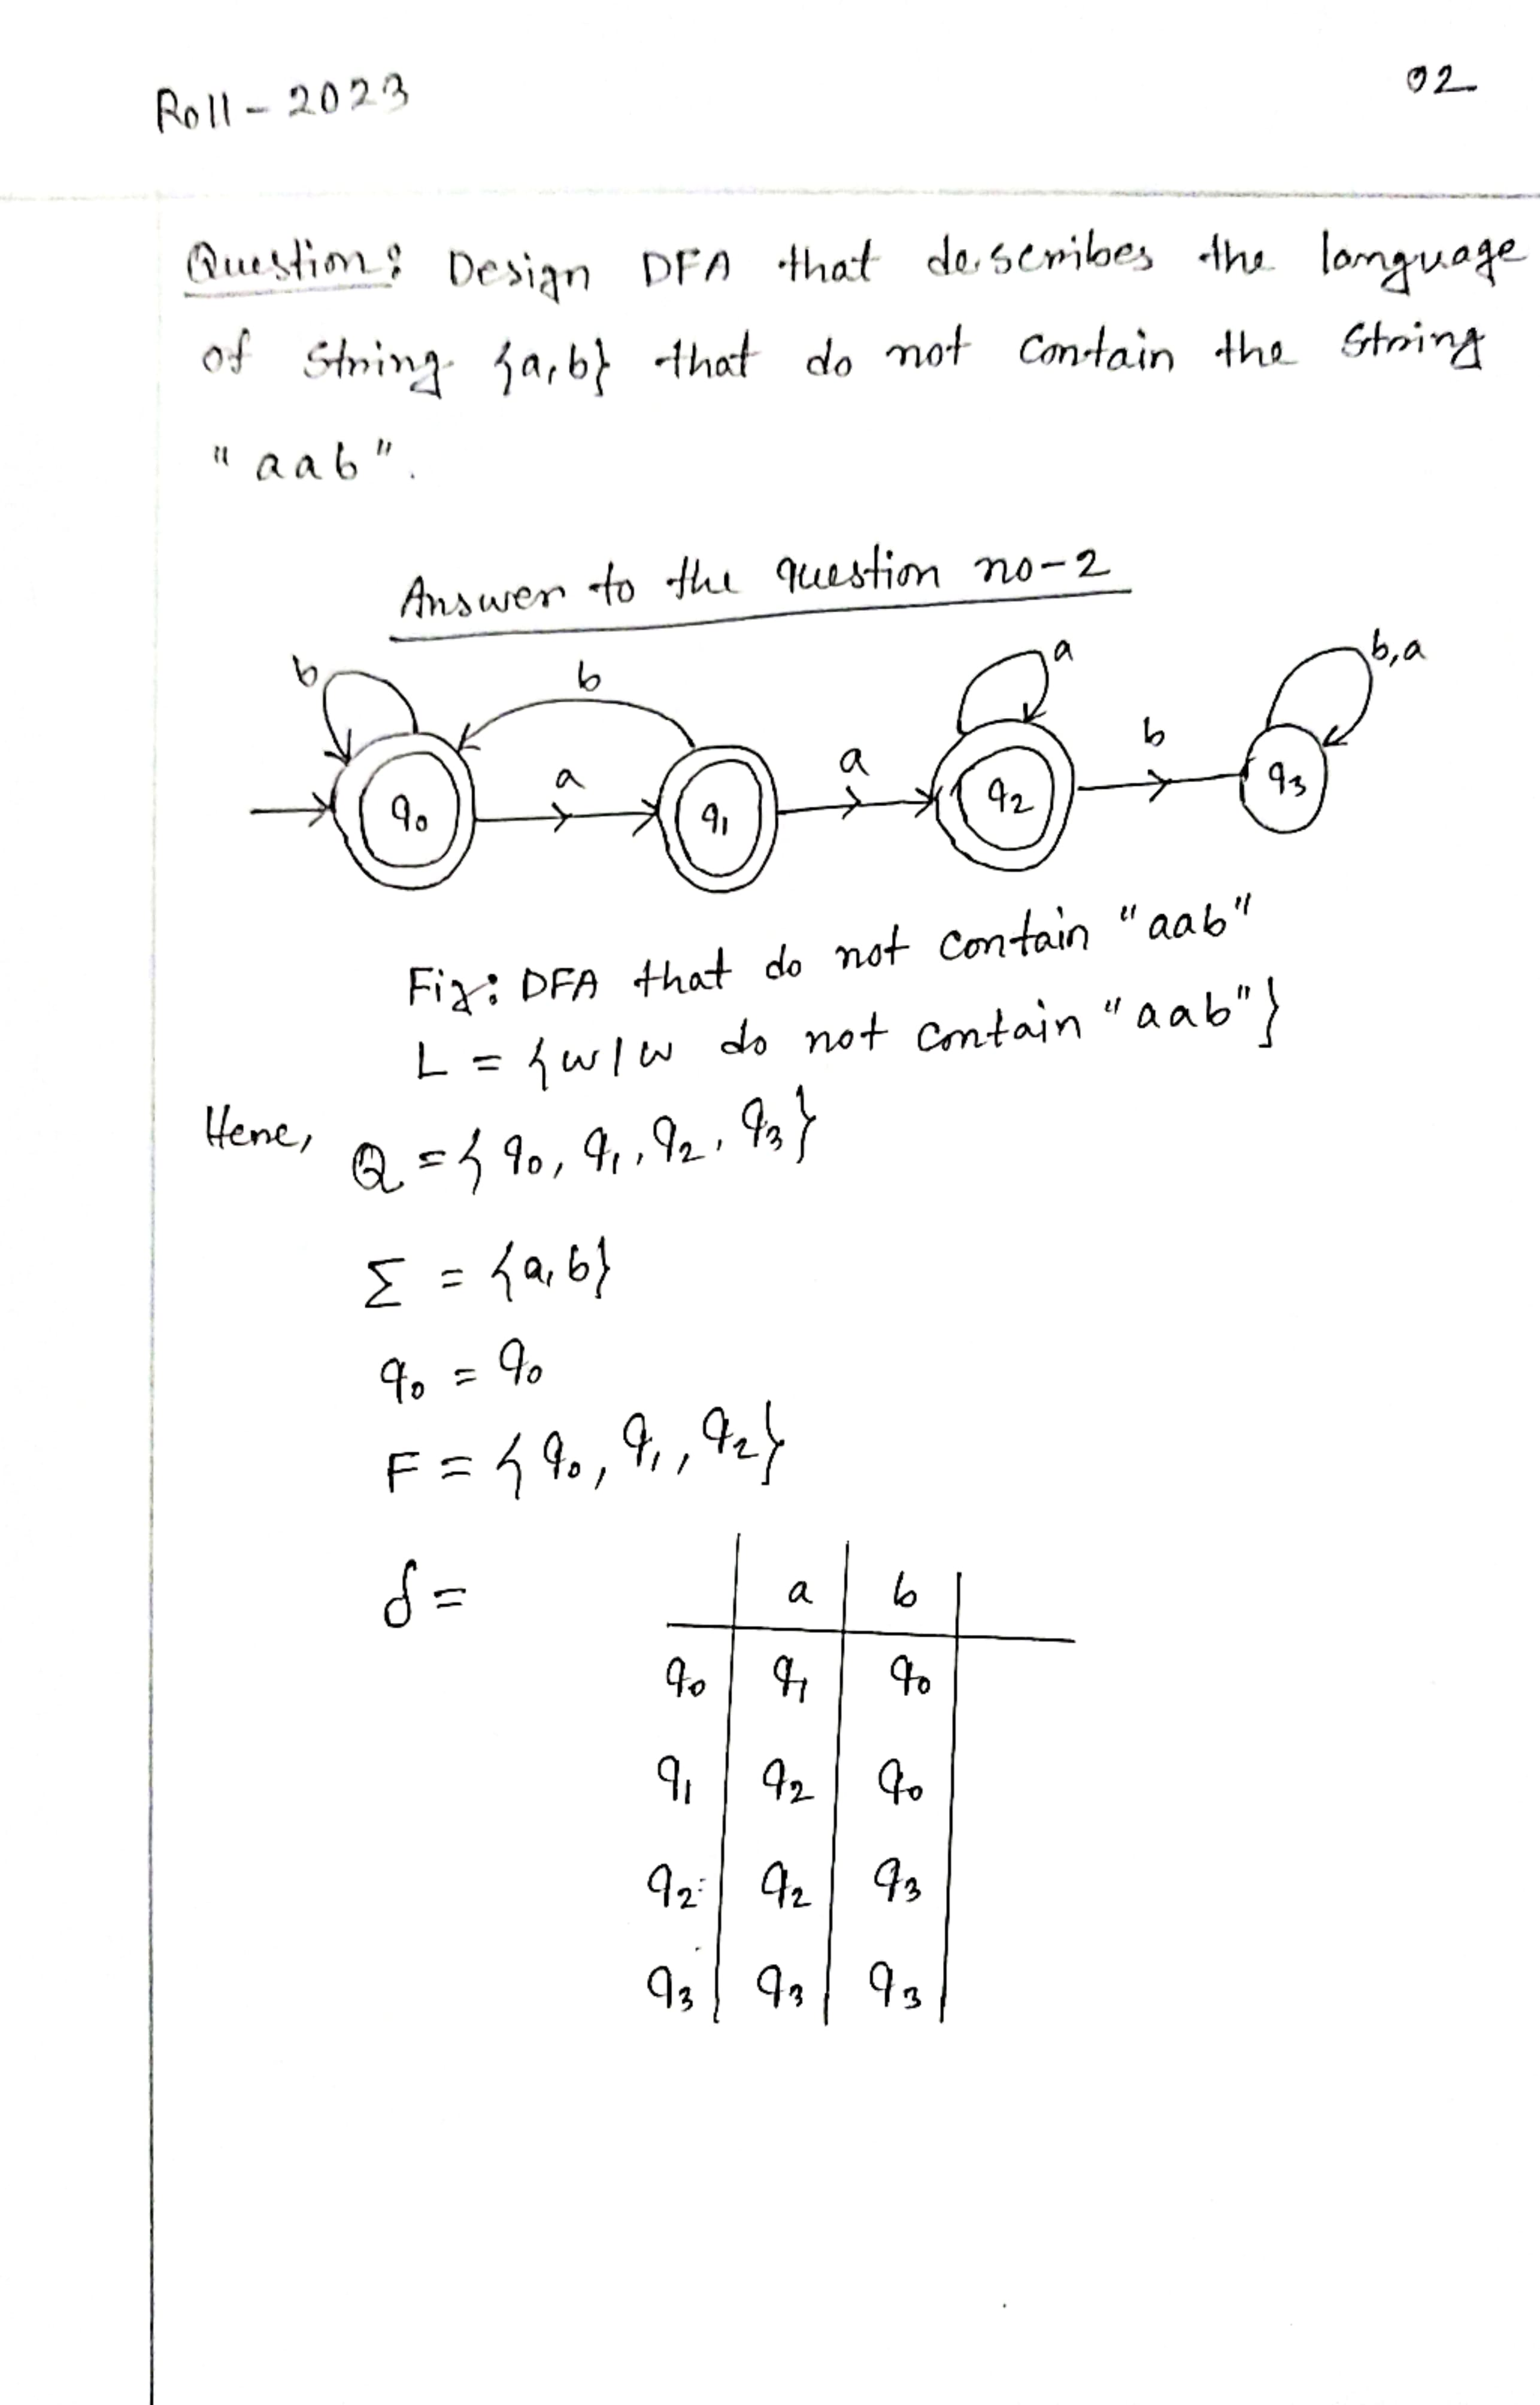 Roll - 2023
02
Question: Design DFA that describes the language
of string {a,b} that do not contain the string
"aab".
Answer to the question no-2
b b a b,a
a a b
q0 q1 q2 q3
Fig: DFA that do not contain "aab"
L = {w/w do not contain "aab"}
Here,
Q = {q0, q1, q2, q3}
Σ = {a,b}
q0 = q0
F = {q0, q1, q2}
δ =
a b
q0 q1 q0
q1 q2 q0
q2 q2 q3
q3 q3 q3